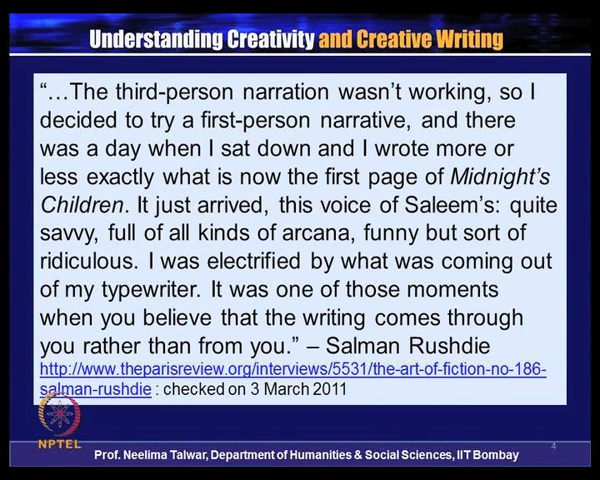 Understanding Creativity and Creative Writing
“…The third-person narration wasn’t working, so I
decided to try a first-person narrative, and there
was a day when I sat down and I wrote more or
less exactly what is now the first page of Midnight’s
Children. It just arrived, this voice of Saleem’s: quite
savvy, full of all kinds of arcana, funny but sort of
ridiculous. I was electrified by what was coming out
of my typewriter. It was one of those moments
when you believe that the writing comes through
you rather than from you.” – Salman Rushdie
http://www.theparisreview.org/interviews/5531/the-art-of-fiction-no-186-
salman-rushdie : checked on 3 March 2011
NPTEL
4
Prof. Neelima Talwar, Department of Humanities & Social Sciences, IIT Bombay